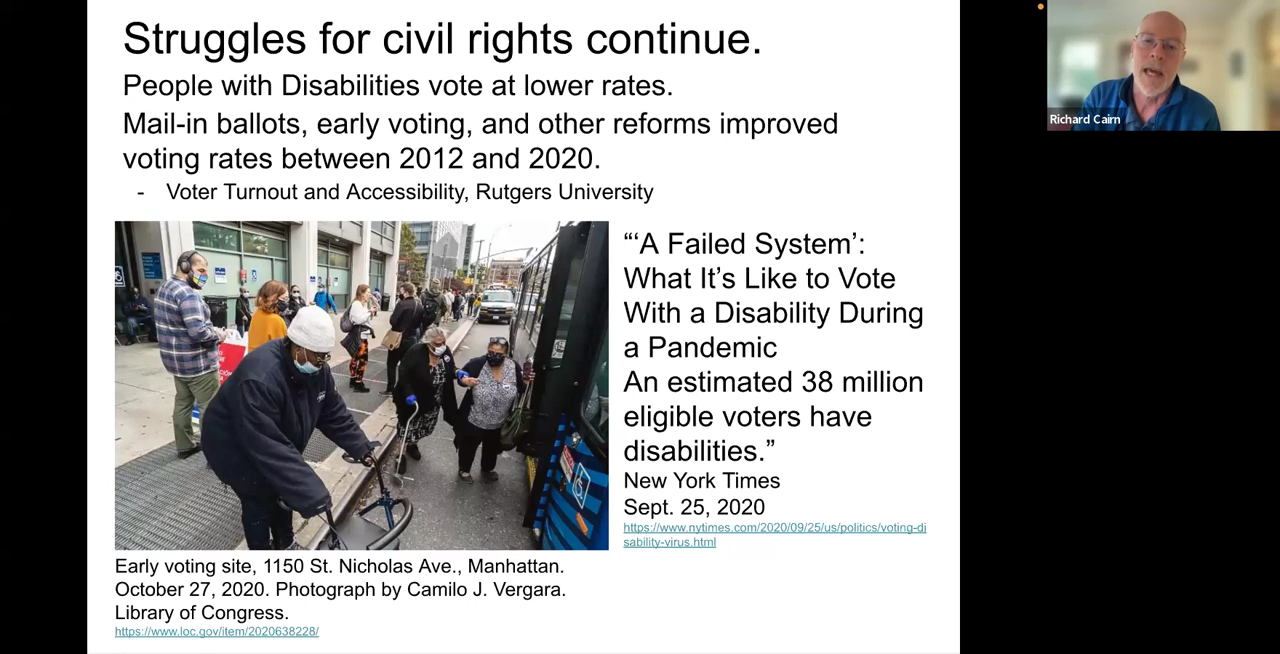 Struggles for civil rights continue.
People with Disabilities vote at lower rates.
Mail-in ballots, early voting, and other reforms improved
voting rates between 2012 and 2020.
- Voter Turnout and Accessibility, Rutgers University
“‘A Failed System’:
What It’s Like to Vote
With a Disability During
a Pandemic
An estimated 38 million
eligible voters have
disabilities.”
New York Times
Sept. 25, 2020
https://www.nytimes.com/2020/09/25/us/politics/voting-di
sability-virus.html
Early voting site, 1150 St. Nicholas Ave., Manhattan.
October 27, 2020. Photograph by Camilo J. Vergara.
Library of Congress.
https://www.loc.gov/item/2020638228/
Richard Cairn